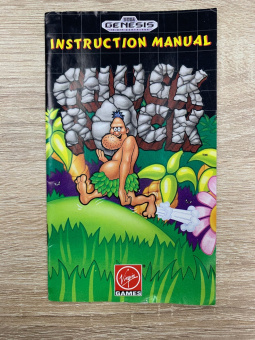 SEGA
GENESIS
INSTRUCTION MANUAL
CHUCK
ROCK
Virgin
GAMES